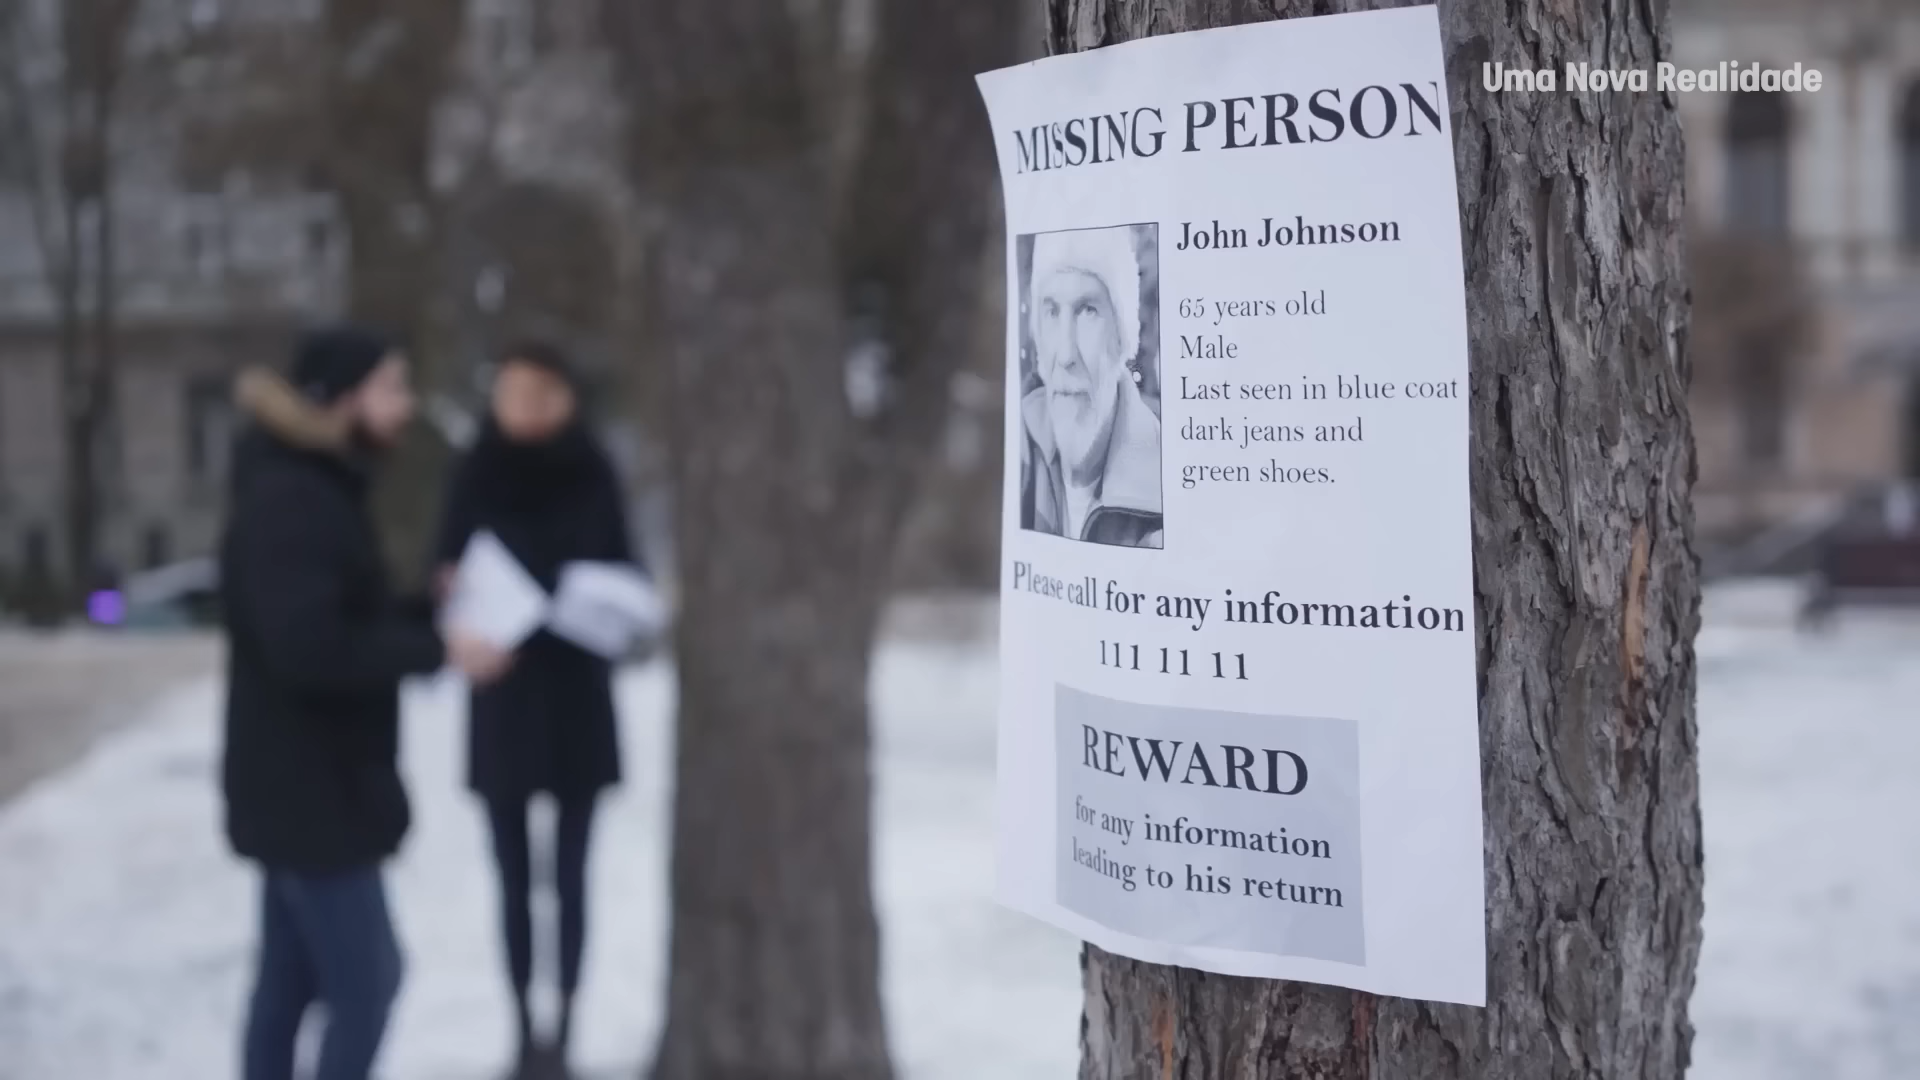 Uma Nova Realidade
MISSING PERSON
John Johnson
65 years old
Male
Last seen in blue coat
dark jeans and
green shoes.
Please call for any information
111 11 11
REWARD
for any information
leading to his return